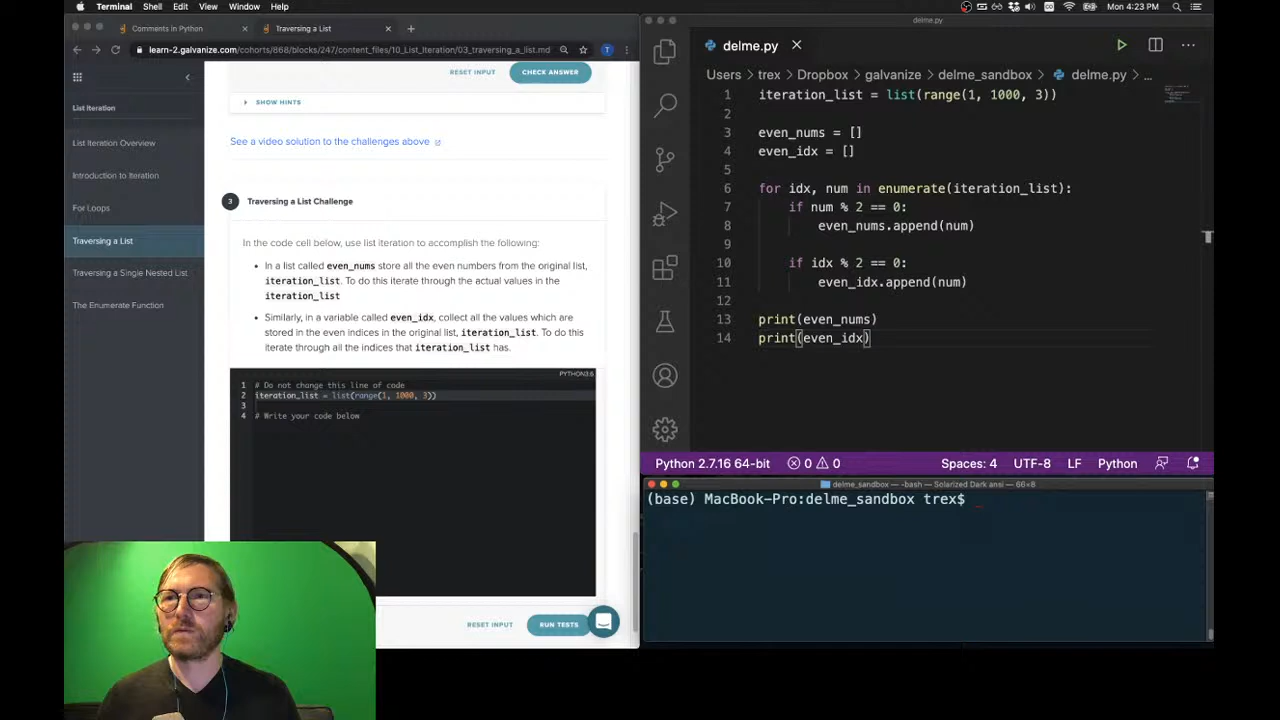 Terminal Shell Edit View Window Help
Mon 4:23 PM
Comments in Python
Traversing a List
learn-2.galvanize.com/cohorts/868/blocks/247/content_files/10_List_Iteration/03_traversing_a_list.md
T
List Iteration
List Iteration Overview
Introduction to Iteration
For Loops
Traversing a List
Traversing a Single Nested List
The Enumerate Function
RESET INPUT
CHECK ANSWER
SHOW HINTS
See a video solution to the challenges above
3 Traversing a List Challenge
In the code cell below, use list iteration to accomplish the following:
• In a list called even_nums store all the even numbers from the original list,
iteration_list. To do this iterate through the actual values in the
iteration_list
• Similarly, in a variable called even_idx, collect all the values which are
stored in the even indices in the original list, iteration_list. To do this
iterate through all the indices that iteration_list has.
PYTHON3.6
1 # Do not change this line of code
2 iteration_list = list(range(1, 1000, 3))
3
4 # Write your code below
RESET INPUT
RUN TESTS
delme.py
delme.py
Users › trex › Dropbox › galvanize › delme_sandbox › delme.py › ...
1 iteration_list = list(range(1, 1000, 3))
2
3 even_nums = []
4 even_idx = []
5
6 for idx, num in enumerate(iteration_list):
7 if num % 2 == 0:
8 even_nums.append(num)
9
10 if idx % 2 == 0:
11 even_idx.append(num)
12
13 print(even_nums)
14 print(even_idx)
Python 2.7.16 64-bit 0 0 Spaces: 4 UTF-8 LF Python
delme_sandbox — -bash — Solarized Dark ansi — 66×8
(base) MacBook-Pro:delme_sandbox trex$